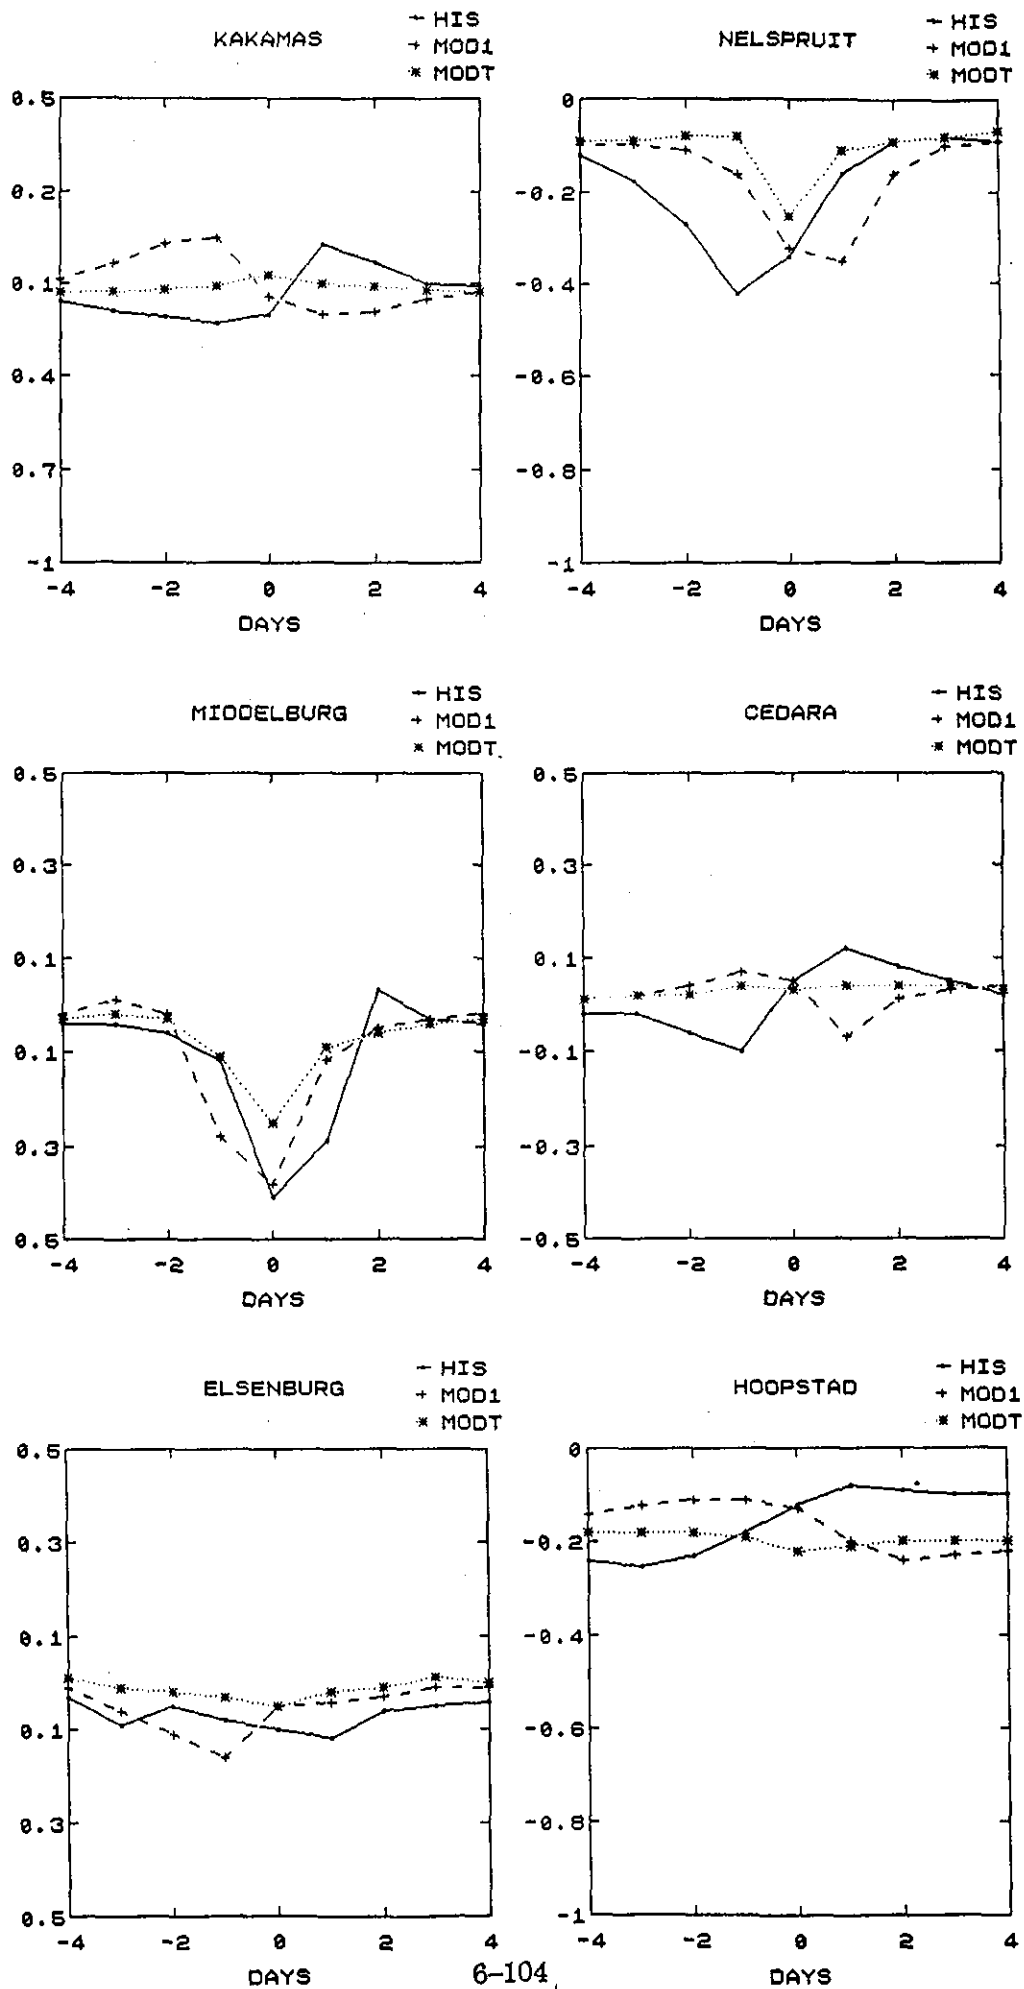 KAKAMAS
HIS
MOD1
MODT
0.5
0.2
0.1
0.4
0.7
-1
-4 -2 0 2 4
DAYS
NELSPRUIT
HIS
MOD1
MODT
0
-0.2
-0.4
-0.6
-0.8
-1
-4 -2 0 2 4
DAYS
MIDDELBURG
HIS
MOD1
MODT
0.5
0.3
0.1
0.1
0.3
0.5
-4 -2 0 2 4
DAYS
CEDARA
HIS
MOD1
MODT
0.5
0.3
0.1
-0.1
-0.3
-0.5
-4 -2 0 2 4
DAYS
ELSENBURG
HIS
MOD1
MODT
0.5
0.3
0.1
0.1
0.3
0.5
-4 -2 0 2 4
DAYS
HOOPSTAD
HIS
MOD1
MODT
0
-0.2
-0.4
-0.6
-0.8
-1
-4 -2 0 2 4
DAYS
6-104